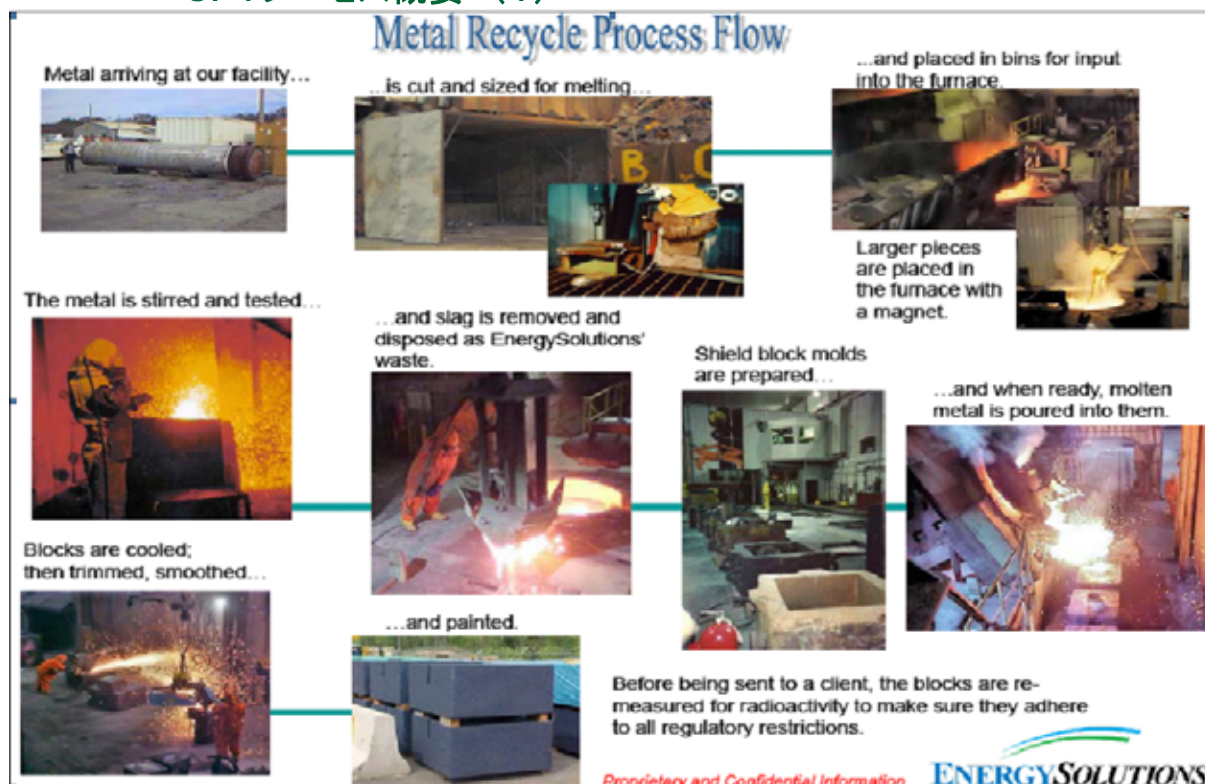 Metal Recycle Process Flow
Metal arriving at our facility…
…is cut and sized for melting…
…and placed in bins for input
into the furnace.
B
Larger pieces
are placed in
the furnace with
a magnet.
The metal is stirred and tested…
…and slag is removed and
disposed as EnergySolutions'
waste.
Shield block molds
are prepared…
…and when ready, molten
metal is poured into them.
Blocks are cooled;
then trimmed, smoothed…
…and painted.
Before being sent to a client, the blocks are re-
measured for radioactivity to make sure they adhere
to all regulatory restrictions.
Proprietary and Confidential Information
ENERGYSOLUTIONS